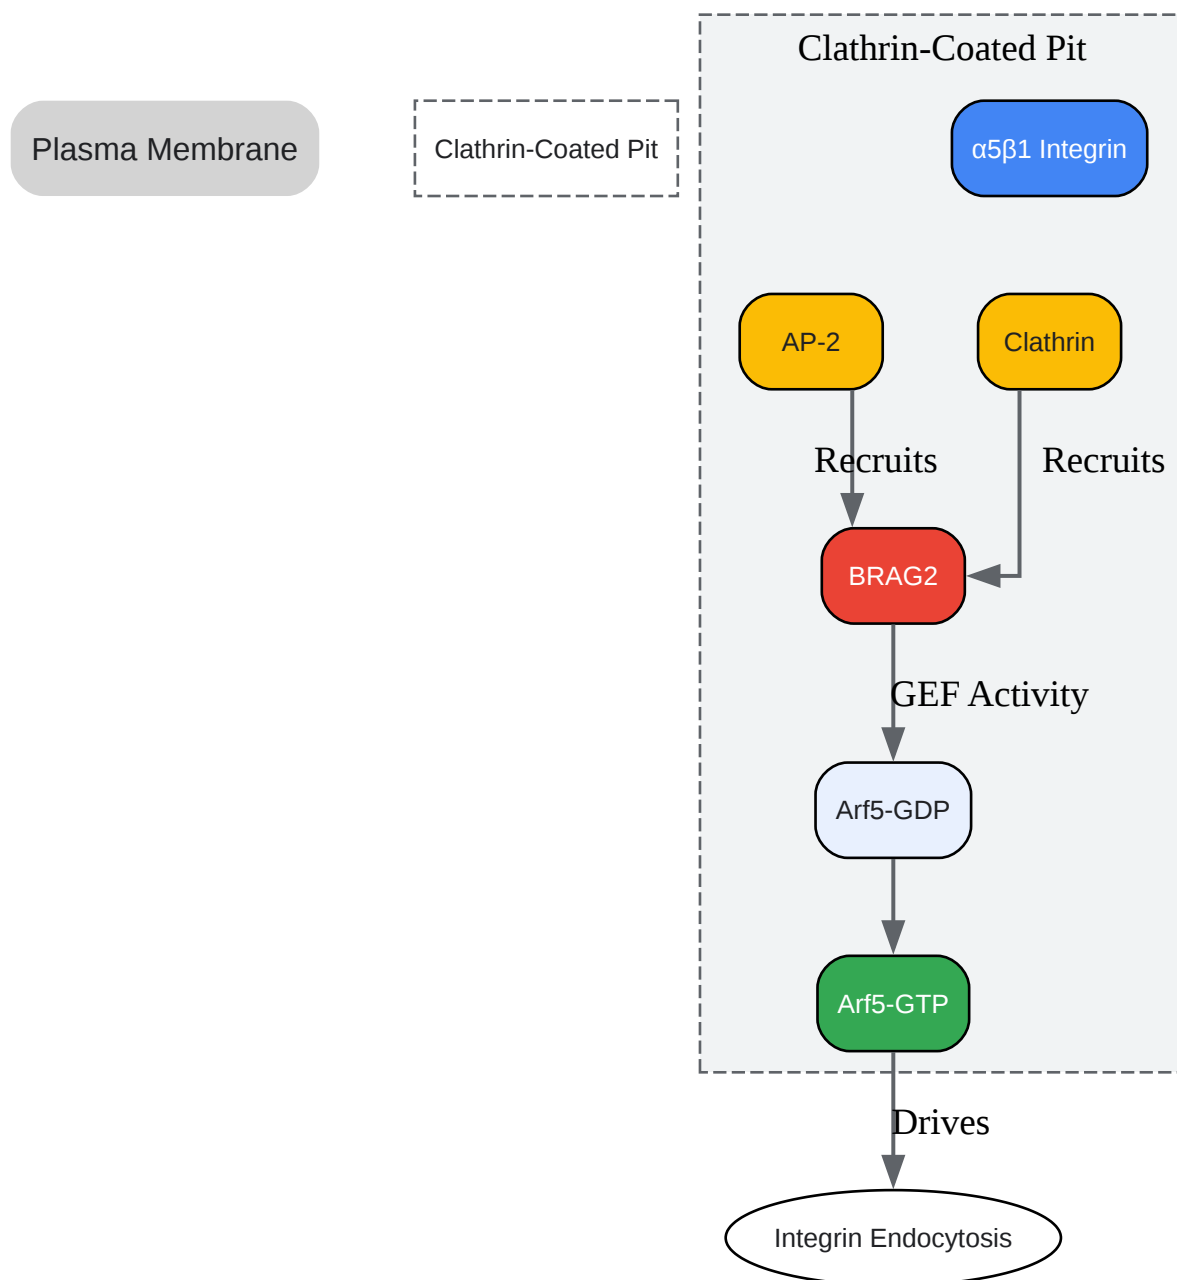 Clathrin-Coated Pit
Plasma Membrane
Clathrin-Coated Pit
α5β1 Integrin
AP-2
Clathrin
Recruits
Recruits
BRAG2
GEF Activity
Arf5-GDP
Arf5-GTP
Drives
Integrin Endocytosis